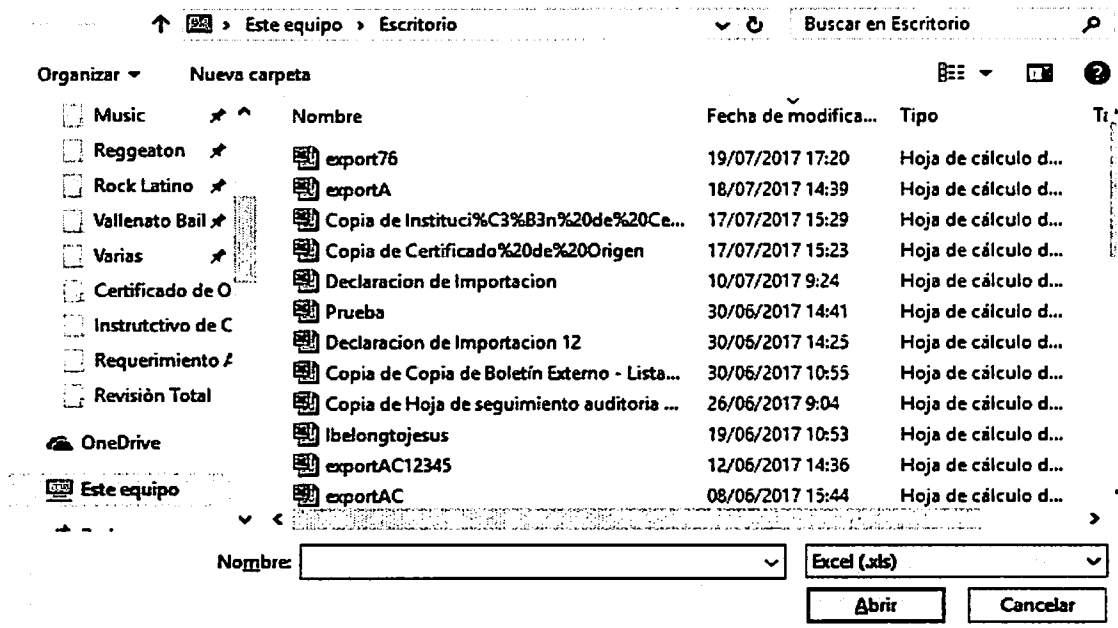 Este equipo > Escritorio
Buscar en Escritorio
Organizar
Nueva carpeta
Music
Reggeaton
Rock Latino
Vallenato Bail
Varias
Certificado de O
Instrutctivo de C
Requerimiento A
Revisiòn Total
OneDrive
Este equipo
Nombre Fecha de modifica... Tipo
export76 19/07/2017 17:20 Hoja de cálculo d...
exportA 18/07/2017 14:39 Hoja de cálculo d...
Copia de Instituci%C3%B3n%20de%20Ce... 17/07/2017 15:29 Hoja de cálculo d...
Copia de Certificado%20de%20Origen 17/07/2017 15:23 Hoja de cálculo d...
Declaracion de Importacion 10/07/2017 9:24 Hoja de cálculo d...
Prueba 30/06/2017 14:41 Hoja de cálculo d...
Declaracion de Importacion 12 30/06/2017 14:25 Hoja de cálculo d...
Copia de Copia de Boletín Externo - Lista... 30/06/2017 10:55 Hoja de cálculo d...
Copia de Hoja de seguimiento auditoria ... 26/06/2017 9:04 Hoja de cálculo d...
Ibelongtojesus 19/06/2017 10:53 Hoja de cálculo d...
exportAC12345 12/06/2017 14:36 Hoja de cálculo d...
exportAC 08/06/2017 15:44 Hoja de cálculo d...
Nombre:
Excel (.xls)
Abrir
Cancelar